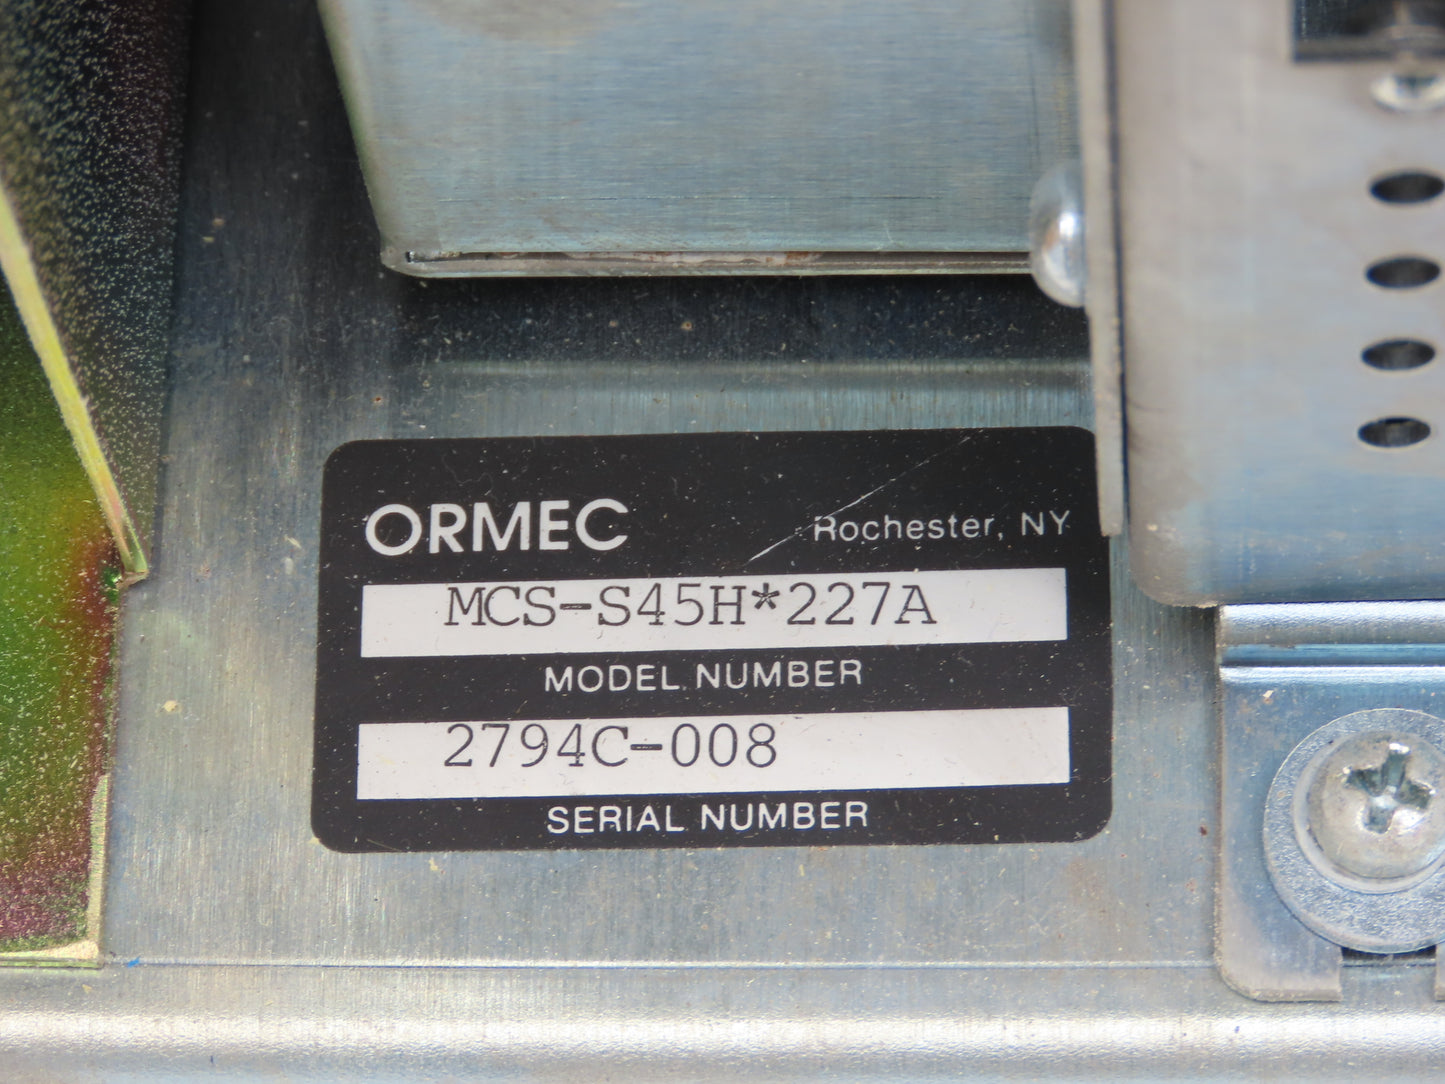 ORMEC
Rochester, NY
MCS-S45H*227A
MODEL NUMBER
2794C-008
SERIAL NUMBER